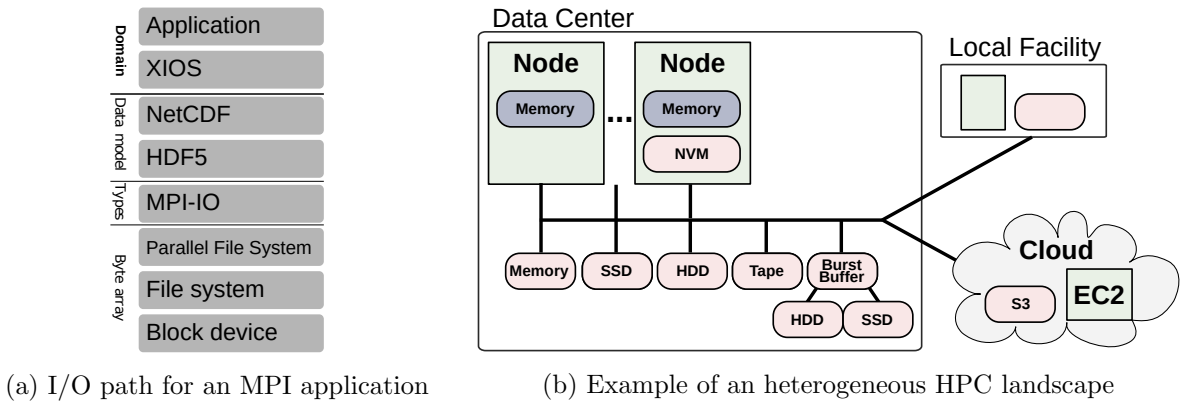 Domain
Application
XIOS
Data model
NetCDF
HDF5
Types
MPI-IO
Byte array
Parallel File System
File system
Block device
(a) I/O path for an MPI application
Data Center
Node
Memory
...
Node
Memory
NVM
Memory
SSD
HDD
Tape
Burst
Buffer
HDD
SSD
Local Facility
Cloud
S3
EC2
(b) Example of an heterogeneous HPC landscape